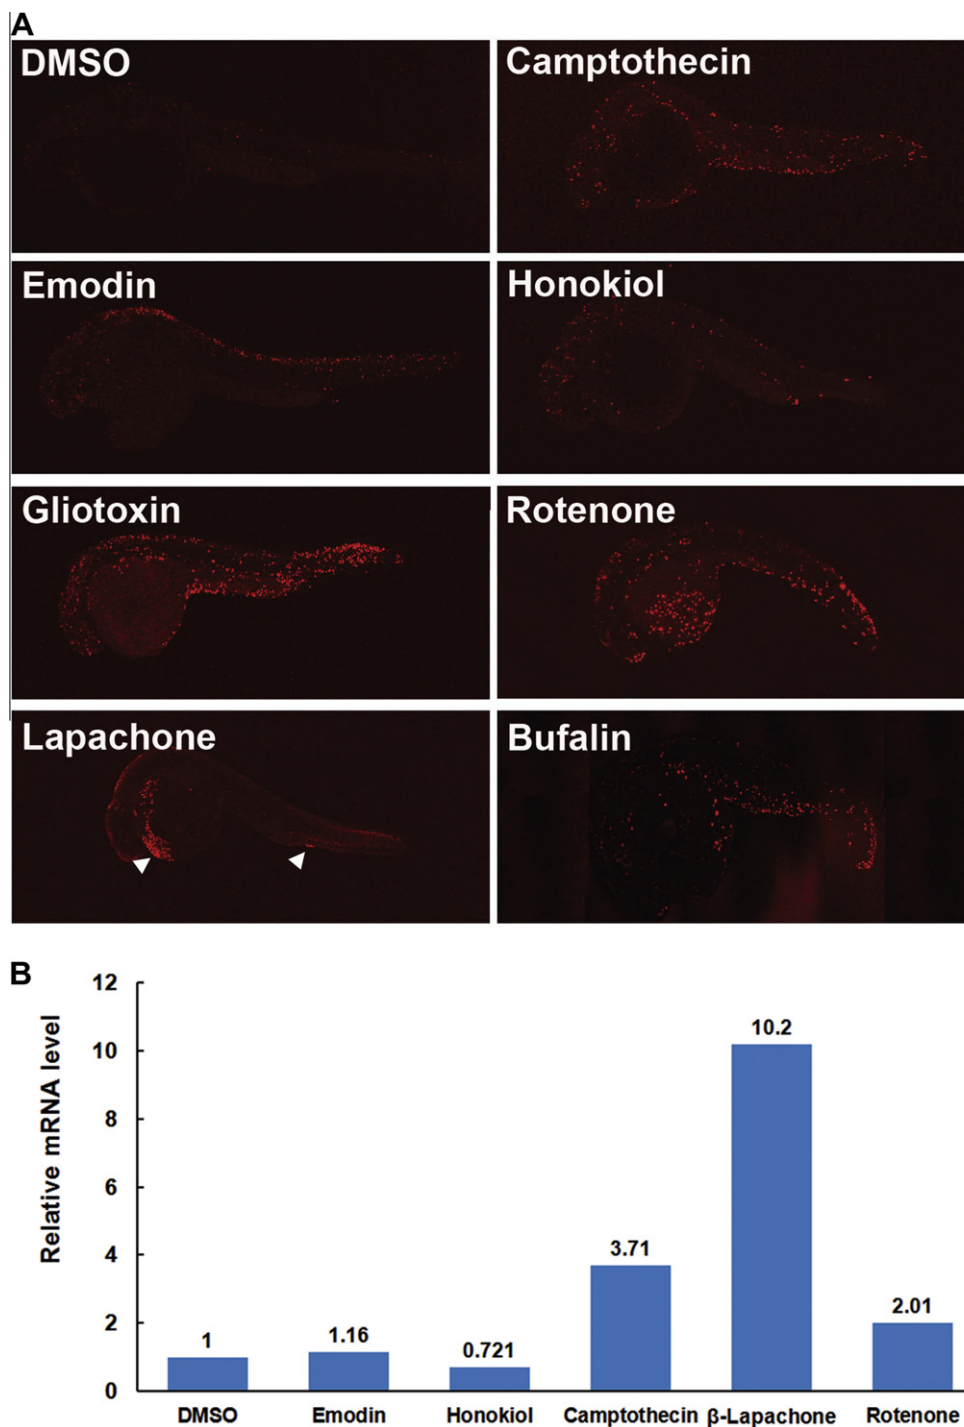 A
DMSO
Camptothecin
Emodin
Honokiol
Gliotoxin
Rotenone
Lapachone
Bufalin
B
Relative mRNA level
12
10
8
6
4
2
0
1
1.16
0.721
3.71
10.2
2.01
DMSO Emodin Honokiol Camptothecin β-Lapachone Rotenone